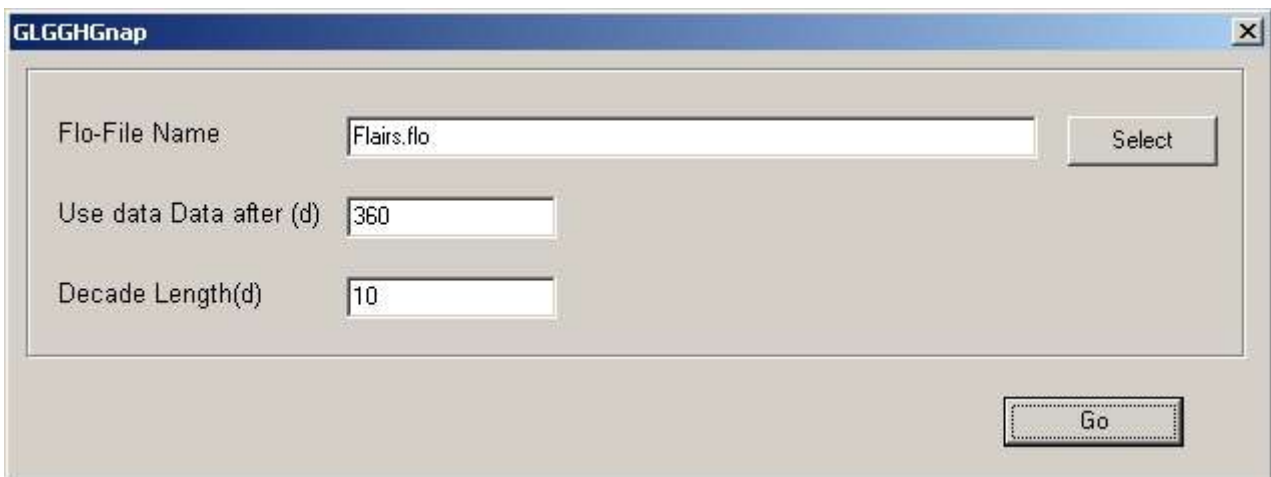 GLGGHGnap
Flo-File Name Flairs.flo Select
Use data Data after (d) 360
Decade Length(d) 10
Go